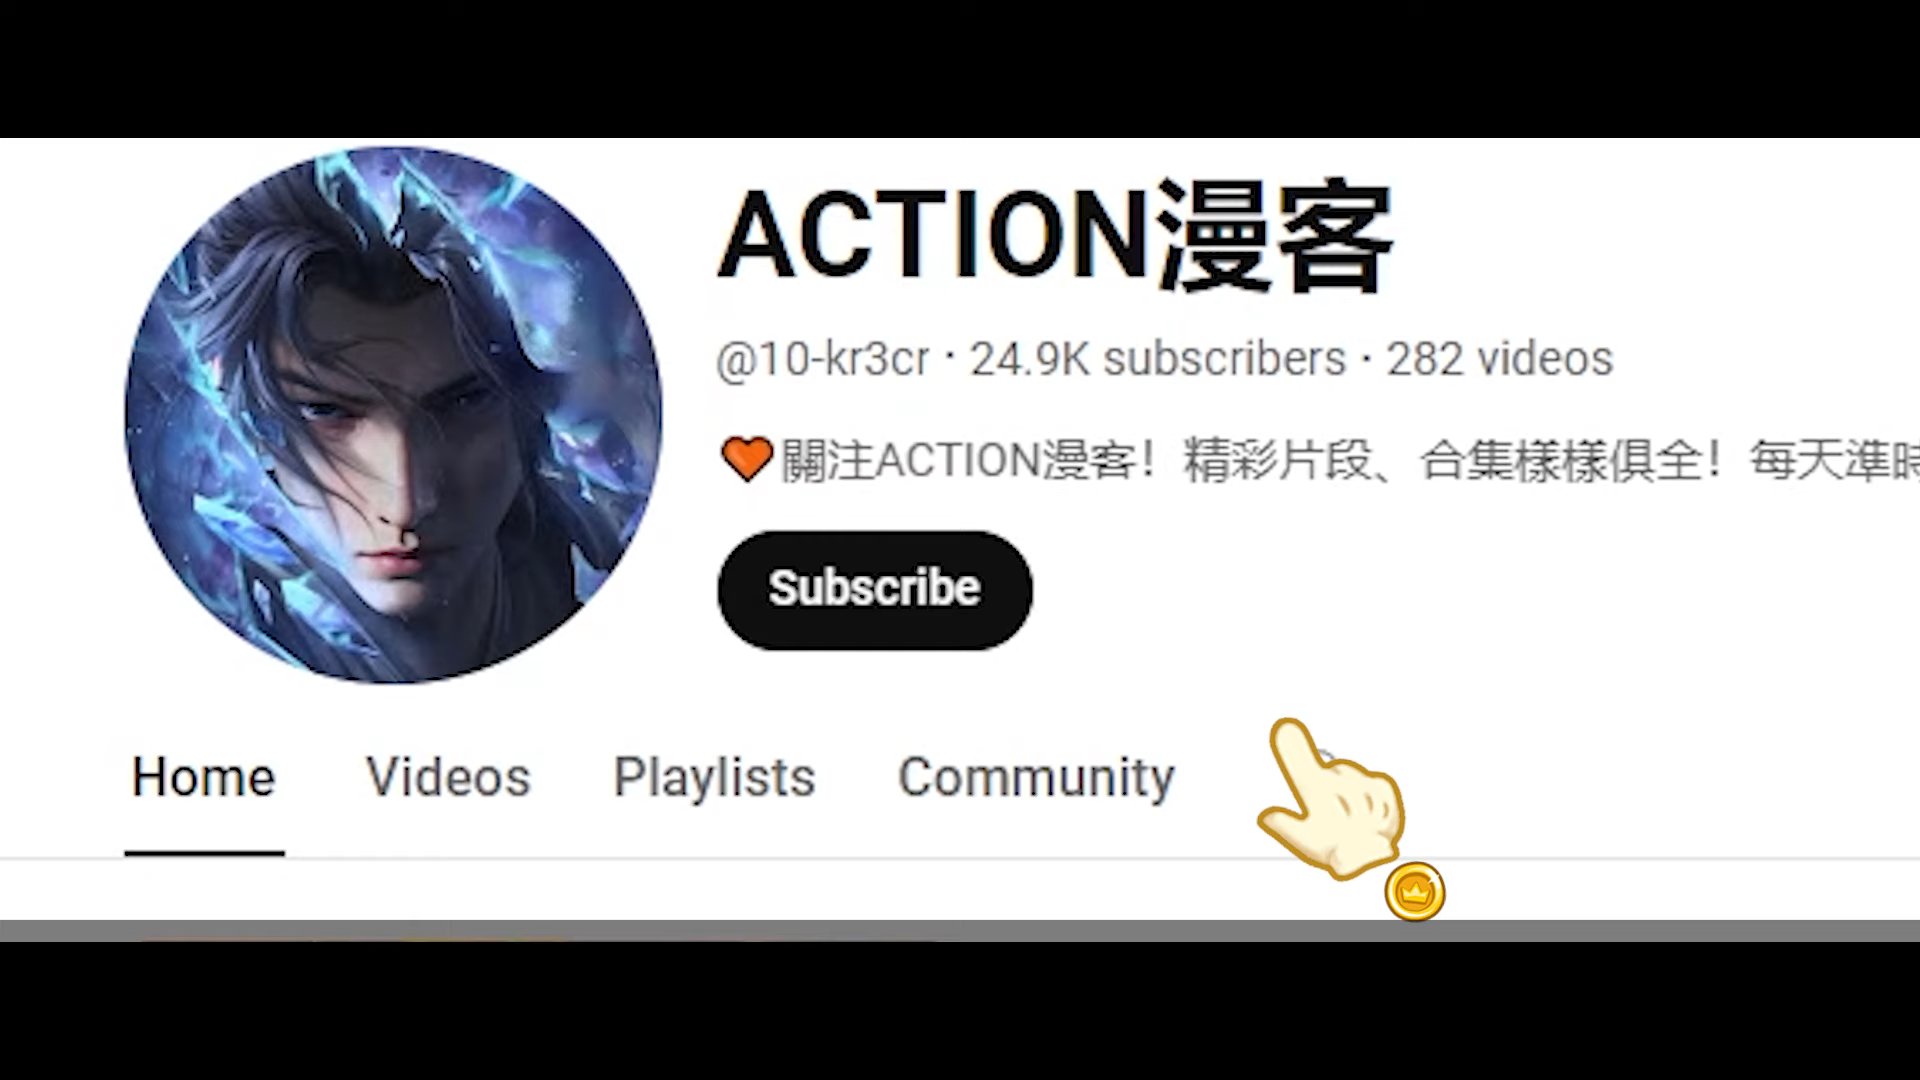 ACTION漫客
@10-kr3cr · 24.9K subscribers · 282 videos
🧡關注ACTION漫客！精彩片段、合集樣樣俱全！每天準時
Subscribe
Home Videos Playlists Community